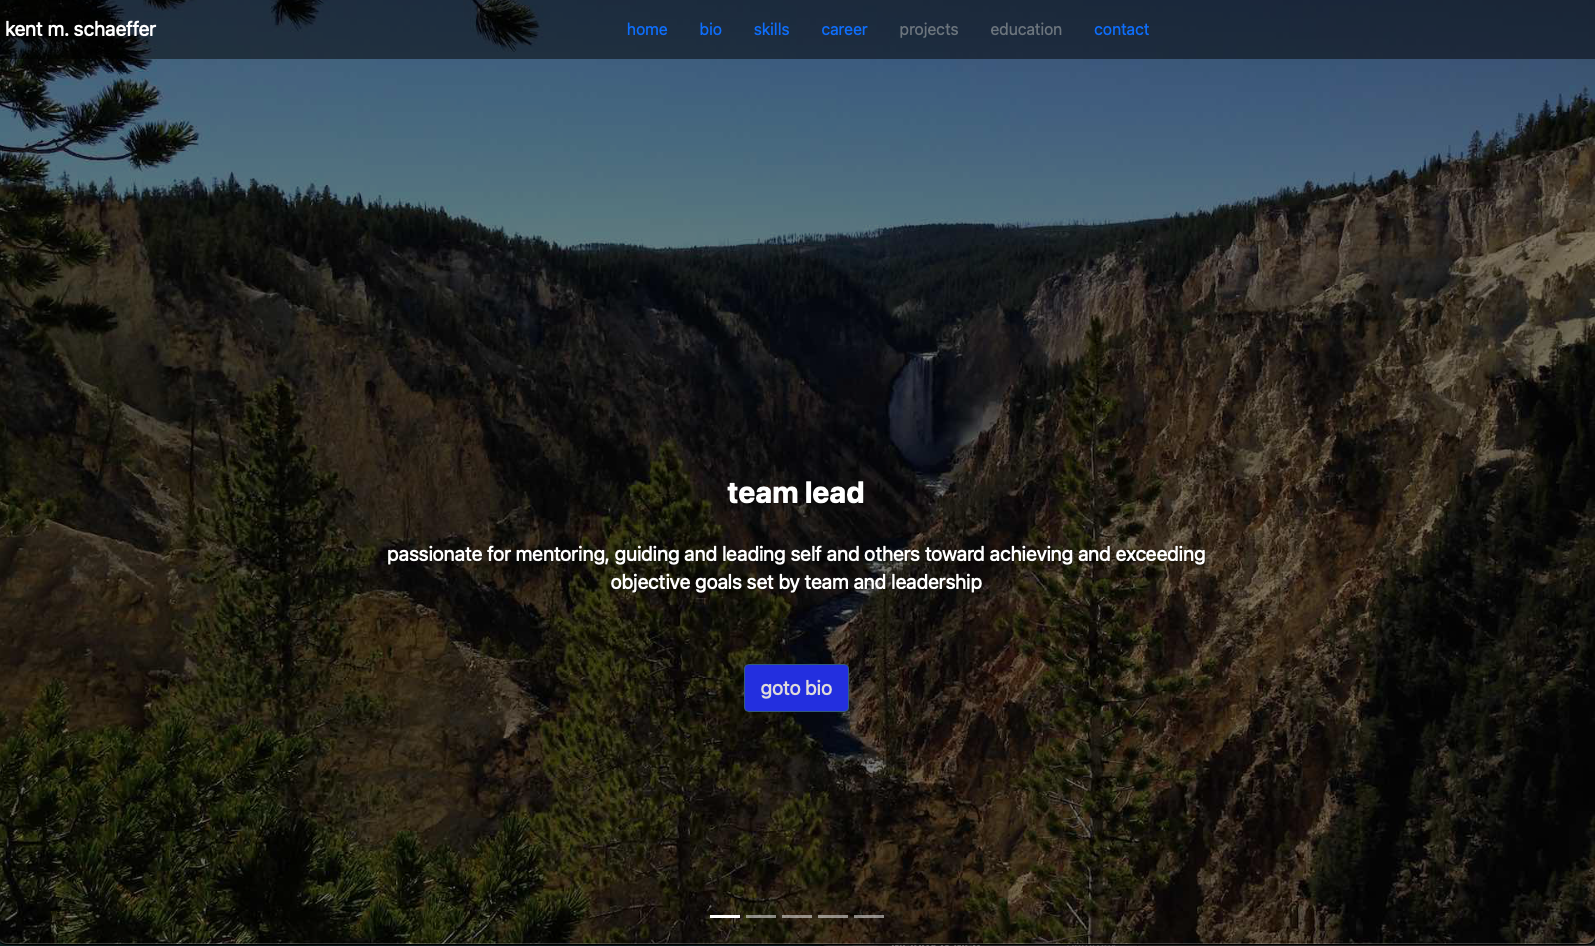 kent m. schaeffer
home bio skills career projects education contact
team lead
passionate for mentoring, guiding and leading self and others toward achieving and exceeding
objective goals set by team and leadership
goto bio